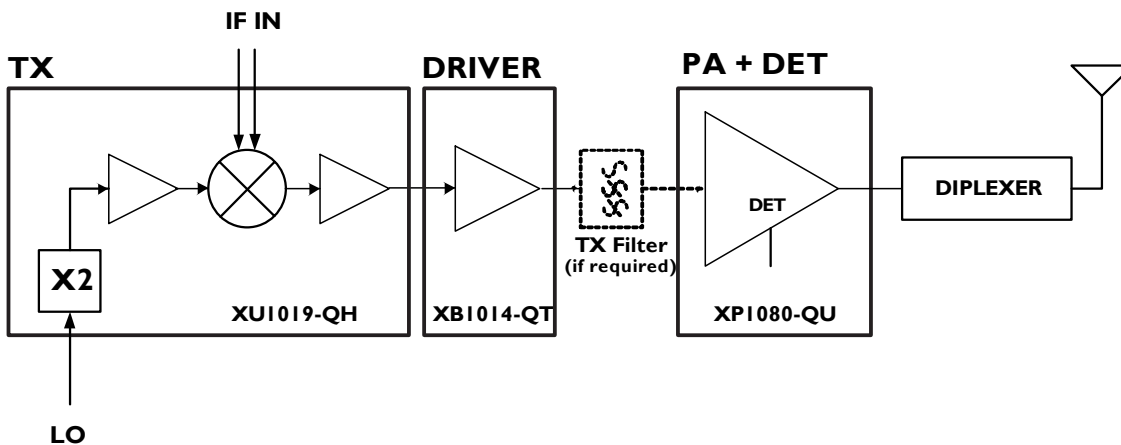 IF IN
TX
DRIVER
PA + DET
DET
DIPLEXER
TX Filter
(if required)
X2
XU1019-QH
XB1014-QT
XP1080-QU
LO